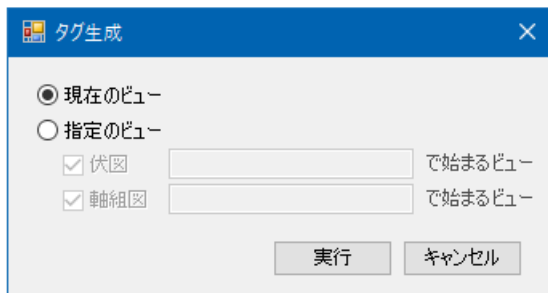 タグ生成
現在のビュー
指定のビュー
伏図 で始まるビュー
軸組図 で始まるビュー
実行 キャンセル